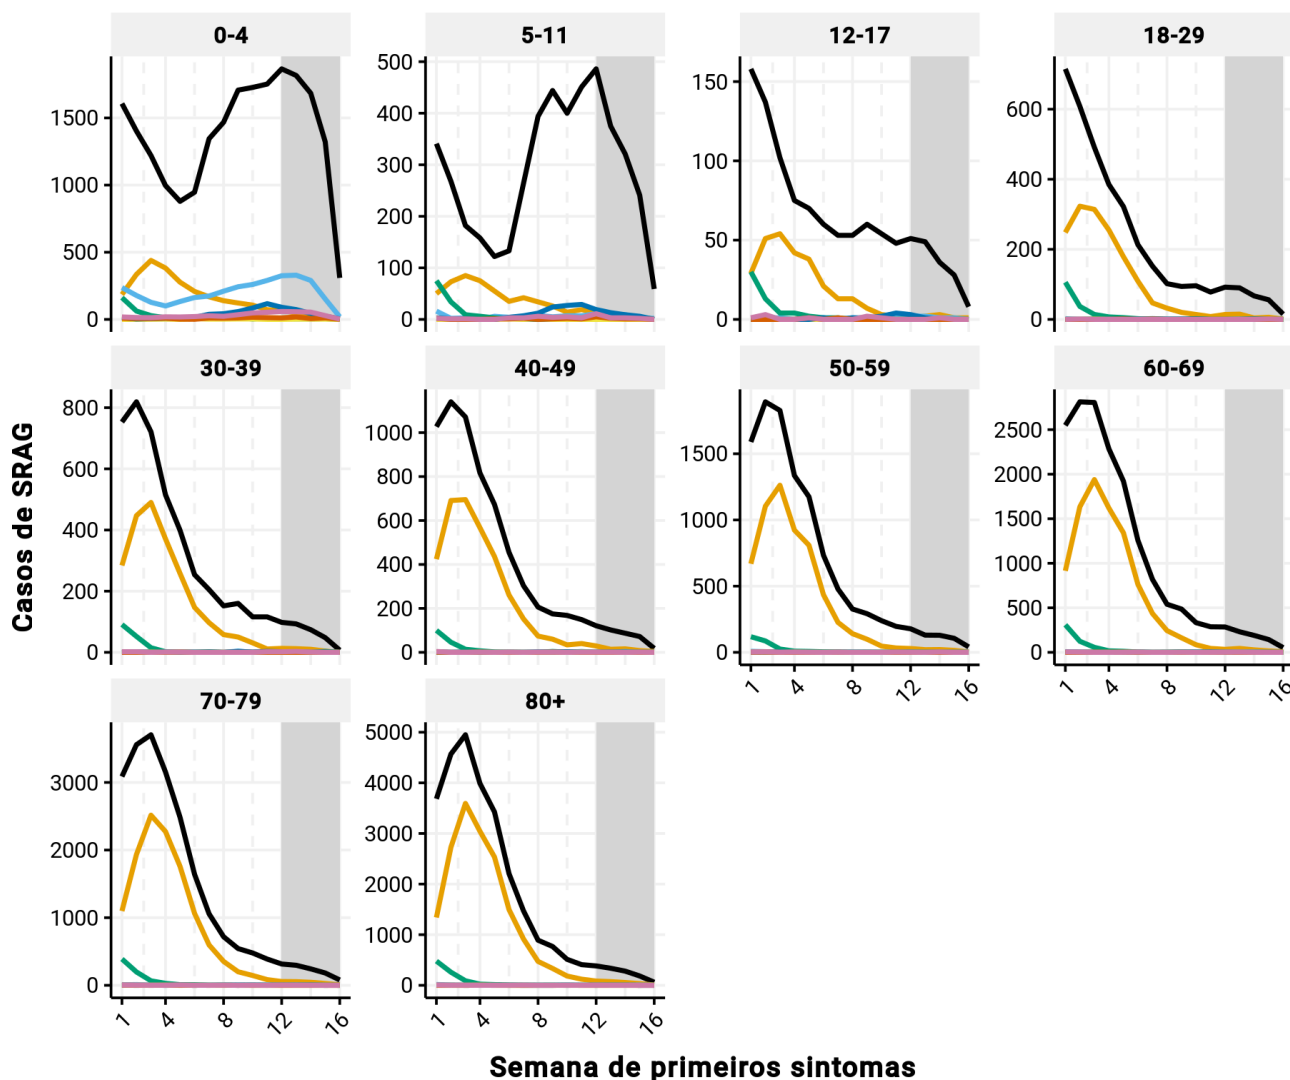 0-4 5-11 12-17 18-29
1500 1000 500 0
500 400 300 200 100 0
150 100 50 0
600 400 200 0
30-39 40-49 50-59 60-69
800 600 400 200 0
1000 800 600 400 200 0
1500 1000 500 0
2500 2000 1500 1000 500 0
1 4 8 12 16
1 4 8 12 16
70-79 80+
3000 2000 1000 0
5000 4000 3000 2000 1000 0
1 4 8 12 16
1 4 8 12 16
Casos de SRAG
Semana de primeiros sintomas